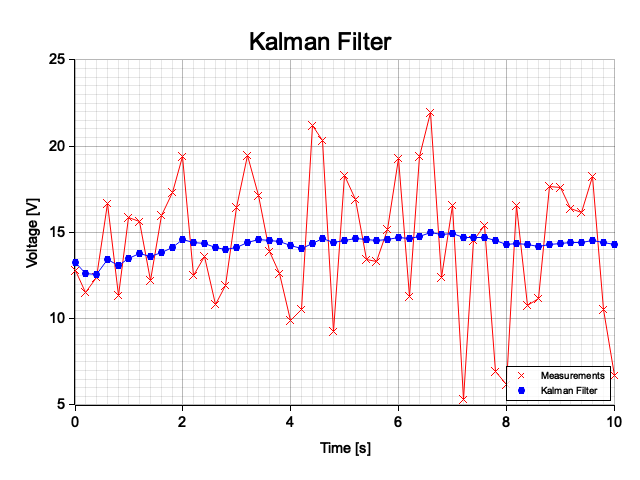 Kalman Filter
25
20
15
10
5
Voltage [V]
0
2
4
6
8
10
Time [s]
Measurements
Kalman Filter